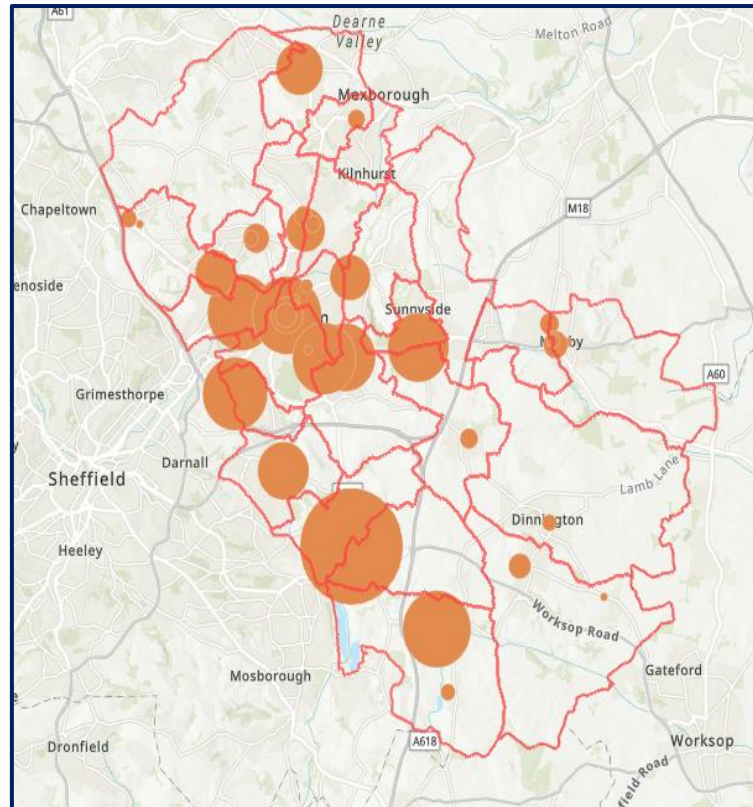 A61
Dearne
Valley
Melton Road
Mexborough
Kilnhurst
Chapeltown
M18
enoside
Sunnyside
n
by
A60
Grimesthorpe
Darnall
Sheffield
Lamb Lane
Heeley
Worksop Road
Mosborough
Gateford
A618
Dronfield
Worksop
field Road